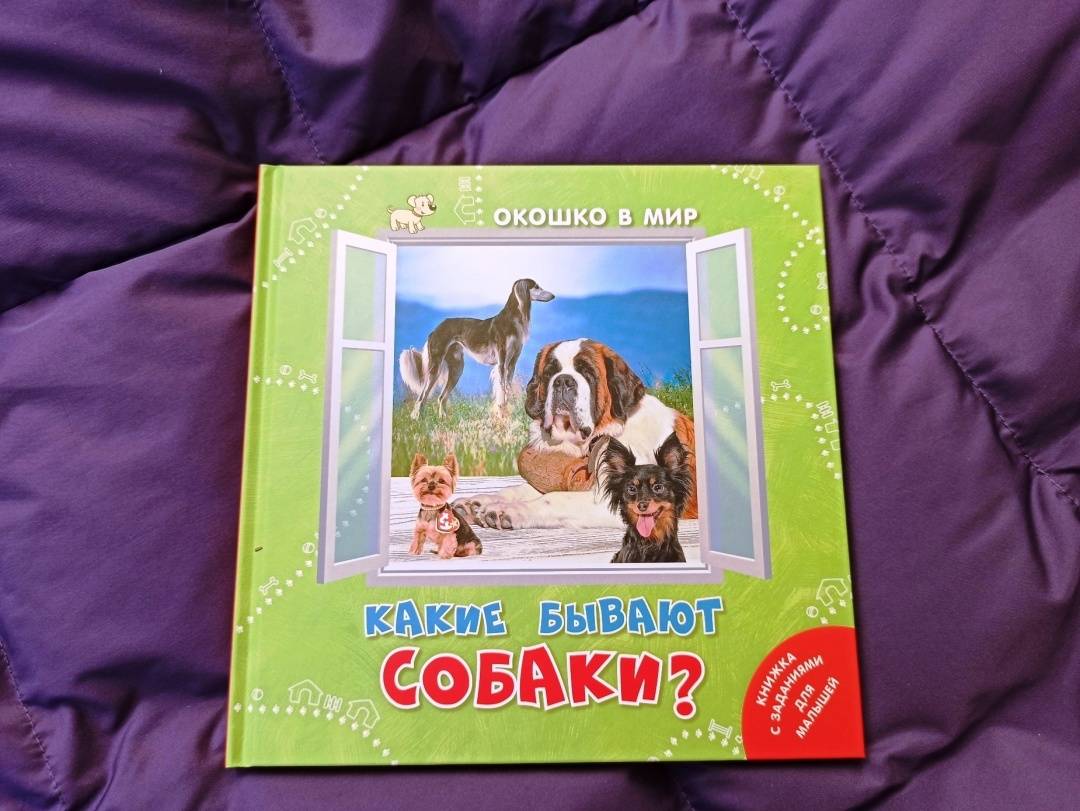 ОКОШКО В МИР
КАКИЕ БЫВАЮТ
СОБАКИ?
КНИЖКА
С ЗАДАНИЯМИ
ДЛЯ
МАЛЫШЕЙ